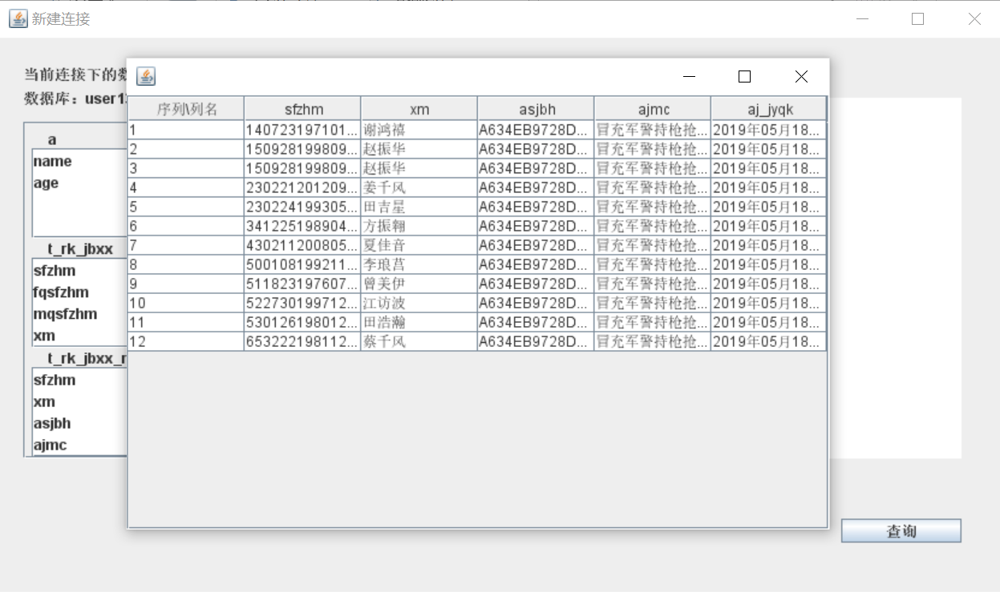 新建连接
当前连接下的数
数据库：user1
a
name
age
t_rk_jbxx
sfzhm
fqsfzhm
mqsfzhm
xm
t_rk_jbxx_r
sfzhm
xm
asjbh
ajmc
序列\列名 sfzhm xm asjbh ajmc aj_jyqk
1 140723197101... 谢鸿禧 A634EB9728D... 冒充军警持枪抢... 2019年05月18...
2 150928199809... 赵振华 A634EB9728D... 冒充军警持枪抢... 2019年05月18...
3 150928199809... 赵振华 A634EB9728D... 冒充军警持枪抢... 2019年05月18...
4 230221201209... 姜千风 A634EB9728D... 冒充军警持枪抢... 2019年05月18...
5 230224199305... 田吉星 A634EB9728D... 冒充军警持枪抢... 2019年05月18...
6 341225198904... 方振翱 A634EB9728D... 冒充军警持枪抢... 2019年05月18...
7 430211200805... 夏佳音 A634EB9728D... 冒充军警持枪抢... 2019年05月18...
8 500108199211... 李琅莒 A634EB9728D... 冒充军警持枪抢... 2019年05月18...
9 511823197607... 曾美伊 A634EB9728D... 冒充军警持枪抢... 2019年05月18...
10 522730199712... 江访波 A634EB9728D... 冒充军警持枪抢... 2019年05月18...
11 530126198012... 田浩瀚 A634EB9728D... 冒充军警持枪抢... 2019年05月18...
12 653222198112... 蔡千风 A634EB9728D... 冒充军警持枪抢... 2019年05月18...
查询